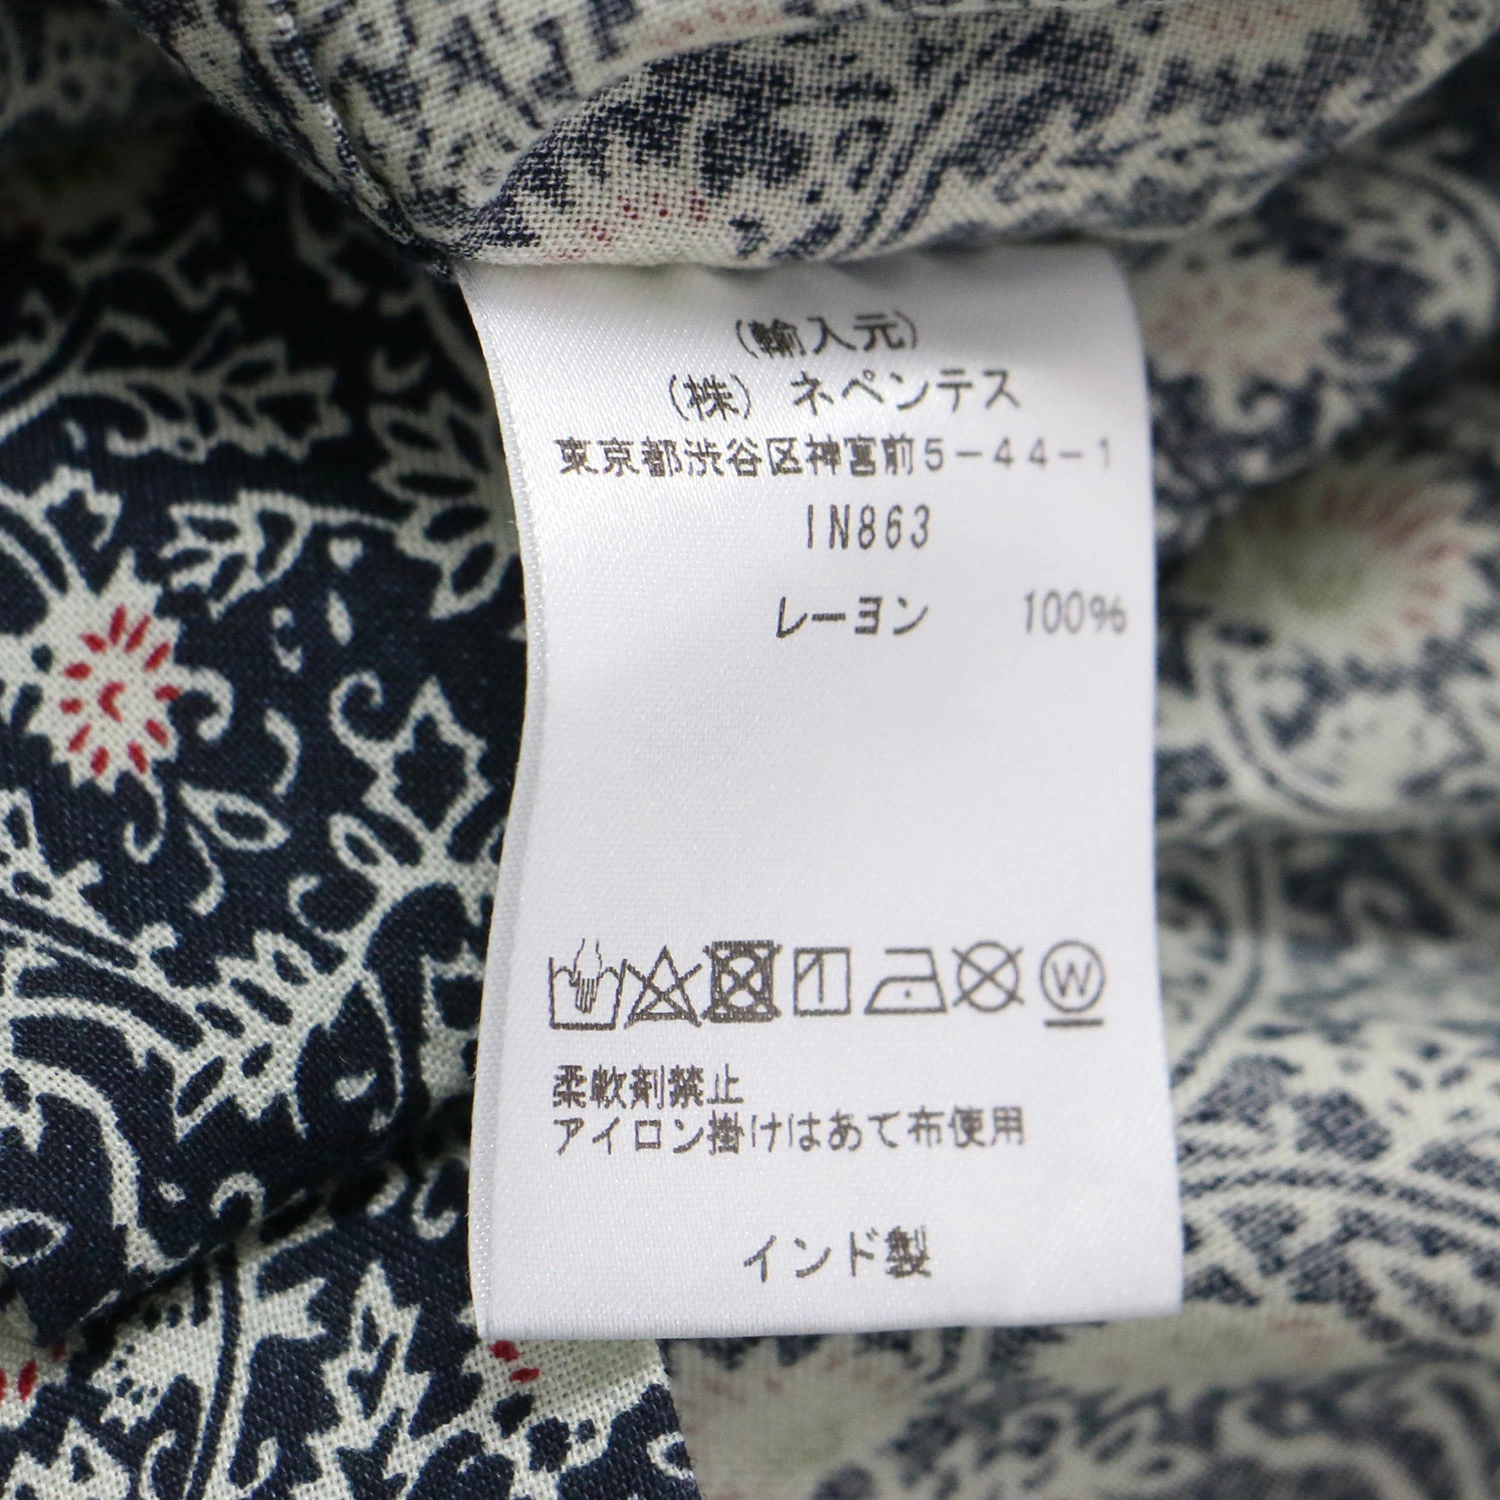 (輸入元)
(株) ネペンテス
東京都渋谷区神宮前5-44-1
IN863
レーヨン 100%
W
柔軟剤禁止
アイロン掛けはあて布使用
インド製